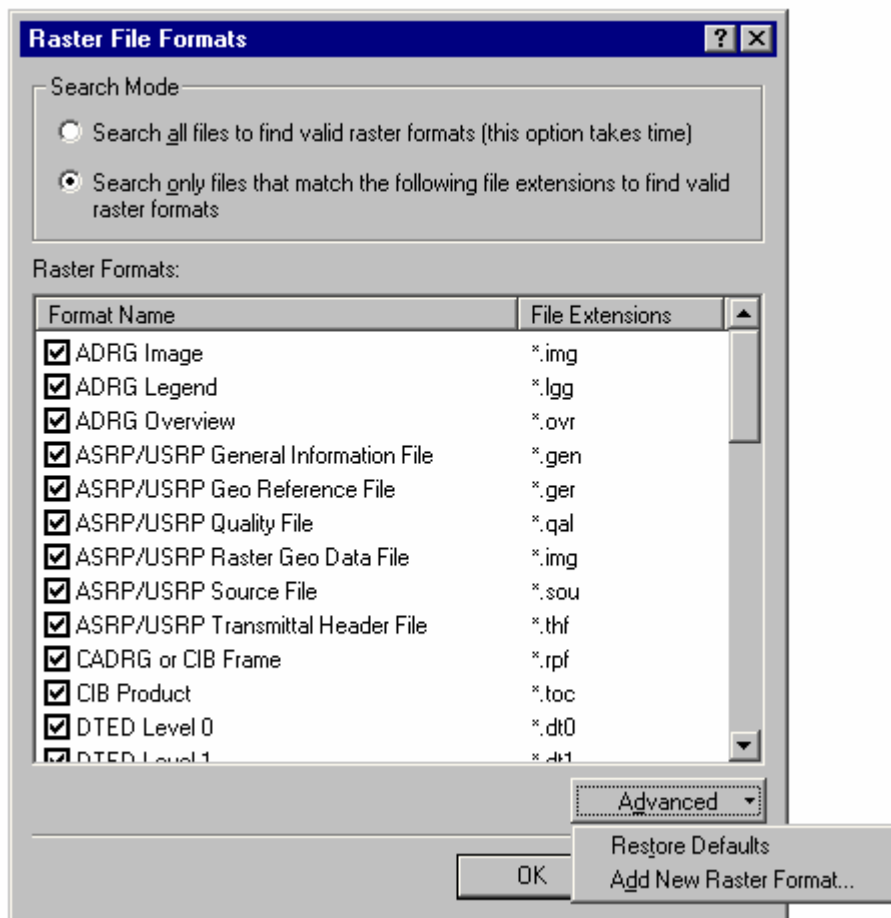 Raster File Formats
Search Mode
Search all files to find valid raster formats (this option takes time)
Search only files that match the following file extensions to find valid
raster formats
Raster Formats:
Format Name File Extensions
ADRG Image *.img
ADRG Legend *.lgg
ADRG Overview *.ovr
ASRP/USRP General Information File *.gen
ASRP/USRP Geo Reference File *.ger
ASRP/USRP Quality File *.qal
ASRP/USRP Raster Geo Data File *.img
ASRP/USRP Source File *.sou
ASRP/USRP Transmittal Header File *.thf
CADRG or CIB Frame *.rpf
CIB Product *.toc
DTED Level 0 *.dt0
DTED Level 1 *.dt1
Advanced
Restore Defaults
OK
Add New Raster Format...